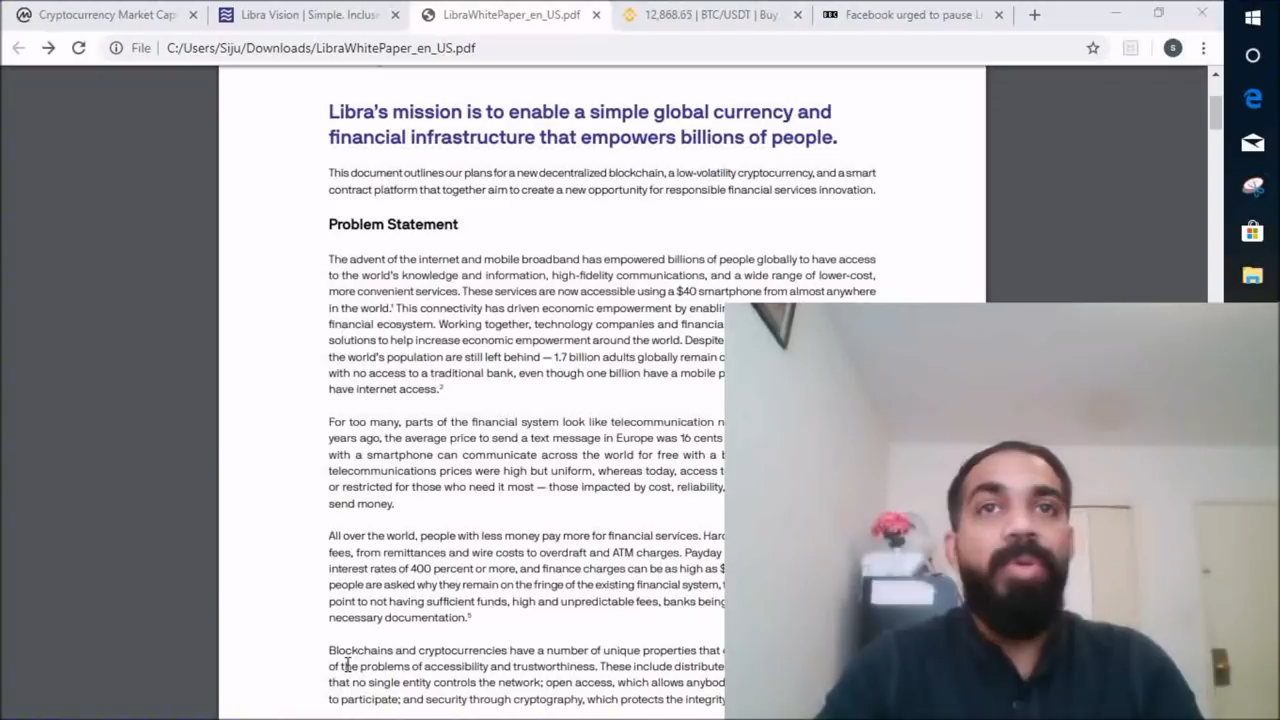 Cryptocurrency Market Cap
Libra Vision | Simple. Inclus
LibraWhitePaper_en_US.pdf
12,868.65 | BTC/USDT | Buy
BBC
Facebook urged to pause L
File
C:/Users/Siju/Downloads/LibraWhitePaper_en_US.pdf
S
Libra's mission is to enable a simple global currency and
financial infrastructure that empowers billions of people.
This document outlines our plans for a new decentralized blockchain, a low-volatility cryptocurrency, and a smart
contract platform that together aim to create a new opportunity for responsible financial services innovation.
Problem Statement
The advent of the internet and mobile broadband has empowered billions of people globally to have access
to the world's knowledge and information, high-fidelity communications, and a wide range of lower-cost,
more convenient services. These services are now accessible using a $40 smartphone from almost anywhere
in the world.¹ This connectivity has driven economic empowerment by enablin
financial ecosystem. Working together, technology companies and financia
solutions to help increase economic empowerment around the world. Despite
the world's population are still left behind — 1.7 billion adults globally remain
with no access to a traditional bank, even though one billion have a mobile
have internet access.²
For too many, parts of the financial system look like telecommunication
years ago, the average price to send a text message in Europe was 16 cents
with a smartphone can communicate across the world for free with a
telecommunications prices were high but uniform, whereas today, access
or restricted for those who need it most — those impacted by cost, reliability,
send money.
All over the world, people with less money pay more for financial services. Hard
fees, from remittances and wire costs to overdraft and ATM charges. Payday
interest rates of 400 percent or more, and finance charges can be as high as $
people are asked why they remain on the fringe of the existing financial system,
point to not having sufficient funds, high and unpredictable fees, banks being
necessary documentation.⁵
Blockchains and cryptocurrencies have a number of unique properties that
of the problems of accessibility and trustworthiness. These include distribute
that no single entity controls the network; open access, which allows anybod
to participate; and security through cryptography, which protects the integrity